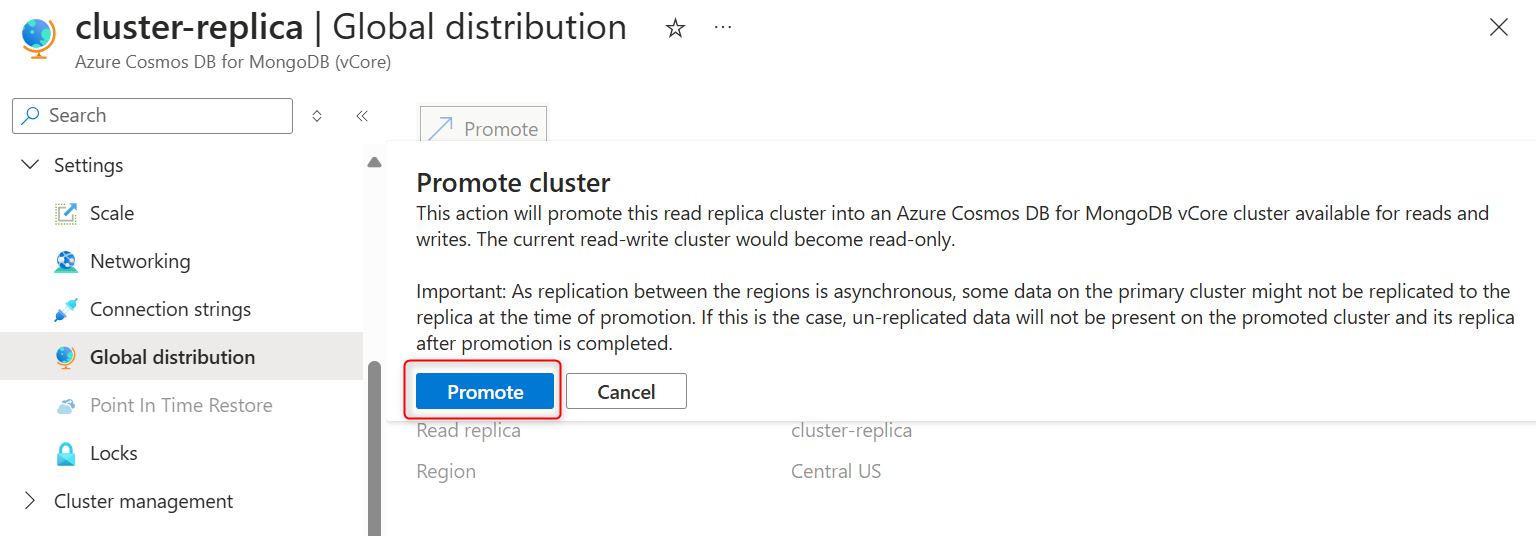 cluster-replica | Global distribution
Azure Cosmos DB for MongoDB (vCore)
Search
Settings
Scale
Networking
Connection strings
Global distribution
Point In Time Restore
Locks
Cluster management
Promote
Promote cluster
This action will promote this read replica cluster into an Azure Cosmos DB for MongoDB vCore cluster available for reads and
writes. The current read-write cluster would become read-only.
Important: As replication between the regions is asynchronous, some data on the primary cluster might not be replicated to the
replica at the time of promotion. If this is the case, un-replicated data will not be present on the promoted cluster and its replica
after promotion is completed.
Promote Cancel
Read replica cluster-replica
Region Central US